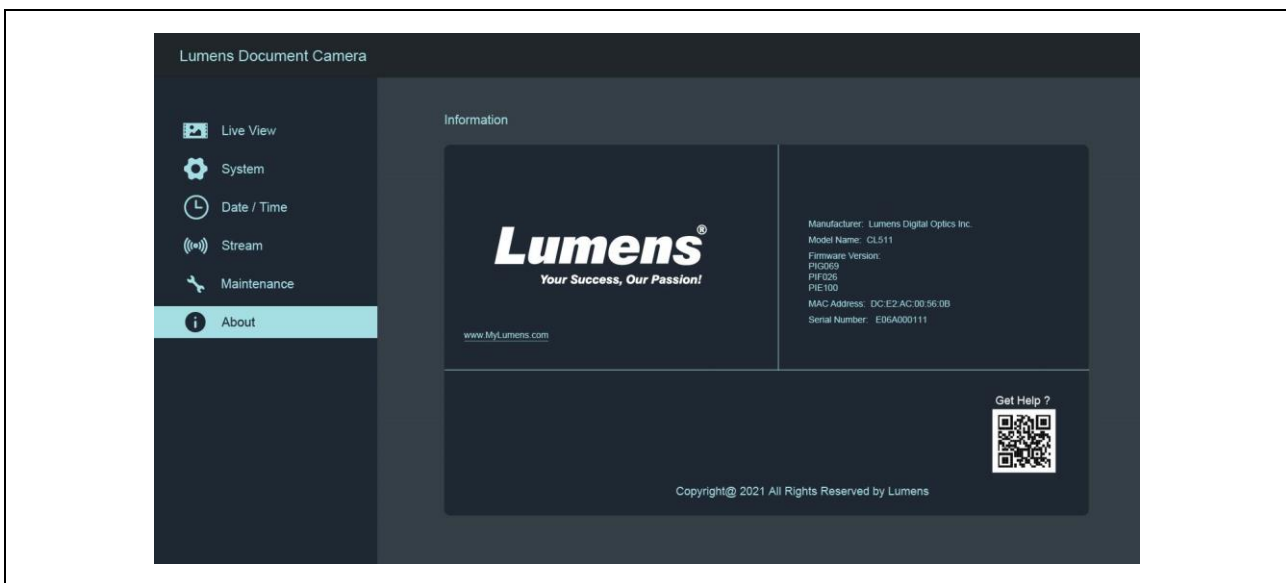 Lumens Document Camera
Live View
System
Date / Time
Stream
Maintenance
About
Information
Lumens®
Your Success, Our Passion!
www.MyLumens.com
Manufacturer: Lumens Digital Optics Inc.
Model Name: CL511
Firmware Version:
PIG069
PIF026
PIE100
MAC Address: DC:E2:AC:00:56:0B
Serial Number: E06A000111
Get Help ?
Copyright@ 2021 All Rights Reserved by Lumens